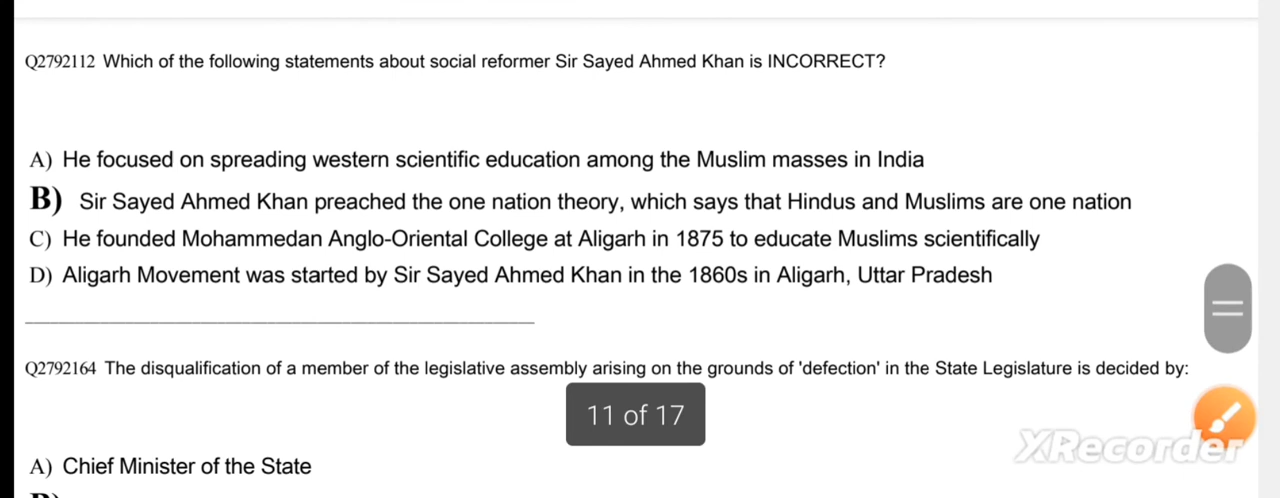 Q2792112 Which of the following statements about social reformer Sir Sayed Ahmed Khan is INCORRECT?
A) He focused on spreading western scientific education among the Muslim masses in India
B) Sir Sayed Ahmed Khan preached the one nation theory, which says that Hindus and Muslims are one nation
C) He founded Mohammedan Anglo-Oriental College at Aligarh in 1875 to educate Muslims scientifically
D) Aligarh Movement was started by Sir Sayed Ahmed Khan in the 1860s in Aligarh, Uttar Pradesh
Q2792164 The disqualification of a member of the legislative assembly arising on the grounds of 'defection' in the State Legislature is decided by:
11 of 17
XRecorder
A) Chief Minister of the State